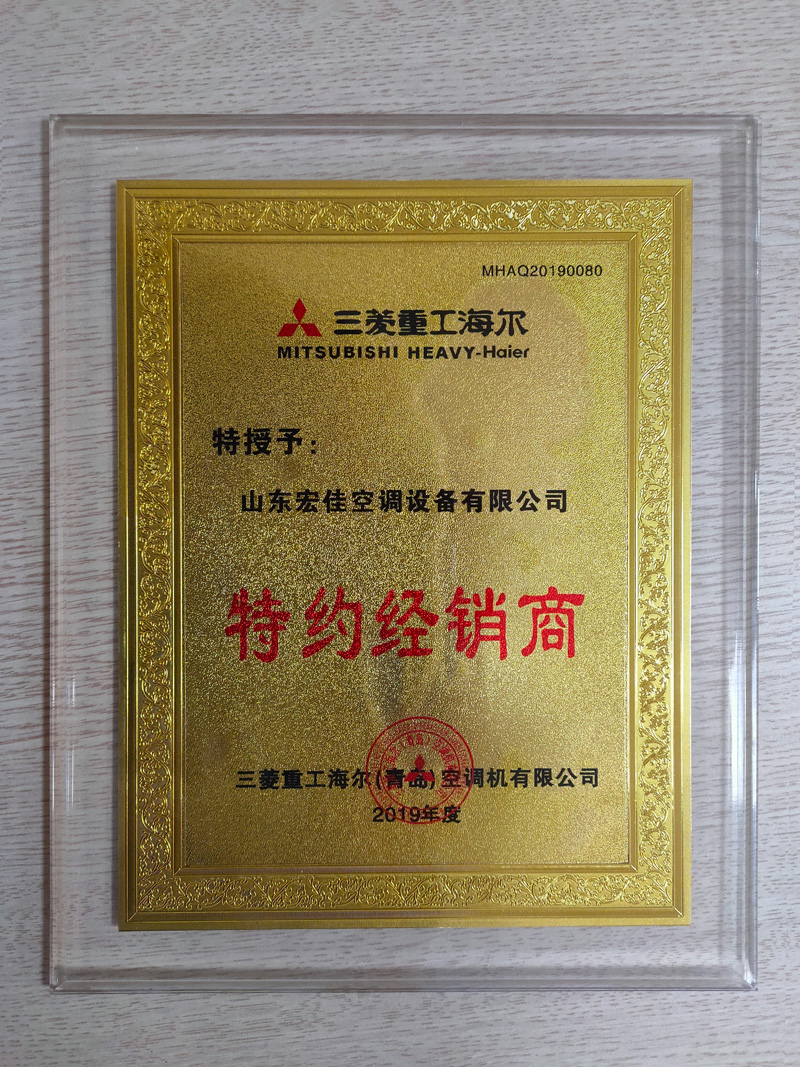 MHAQ20190080
三菱重工海尔
MITSUBISHI HEAVY-Haier
特授予：
山东宏佳空调设备有限公司
特约经销商
三菱重工海尔(青岛)空调机有限公司
2019年度